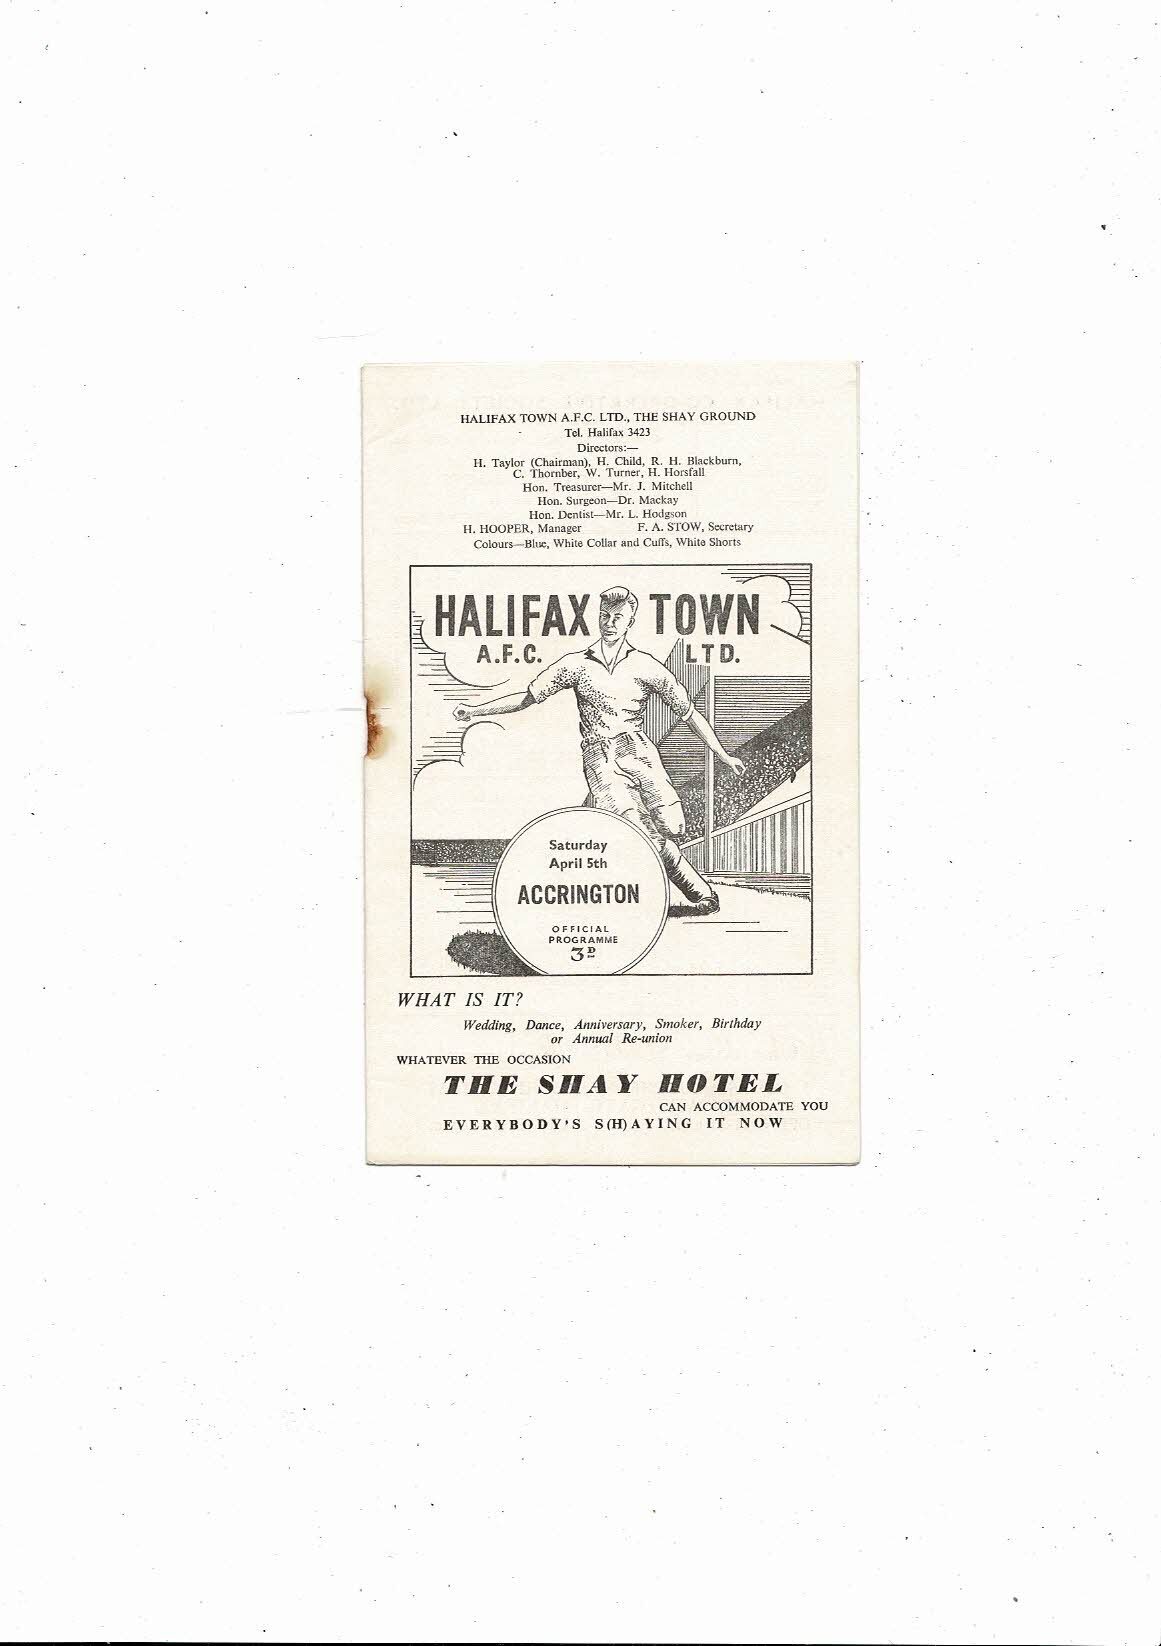 HALIFAX TOWN A.F.C. LTD., THE SHAY GROUND
Tel. Halifax 3423
Directors:—
H. Taylor (Chairman), H. Child, R. H. Blackburn,
C. Thornber, W. Turner, H. Horsfall
Hon. Treasurer—Mr. J. Mitchell
Hon. Surgeon—Dr. Mackay
Hon. Dentist—Mr. L. Hodgson
H. HOOPER, Manager F. A. STOW, Secretary
Colours—Blue, White Collar and Cuffs, White Shorts
HALIFAX TOWN
A.F.C. LTD.
Saturday
April 5th
ACCRINGTON
OFFICIAL
PROGRAMME
3D
WHAT IS IT?
Wedding, Dance, Anniversary, Smoker, Birthday
or Annual Re-union
WHATEVER THE OCCASION
THE SHAY HOTEL
CAN ACCOMMODATE YOU
EVERYBODY'S S(H)AYING IT NOW